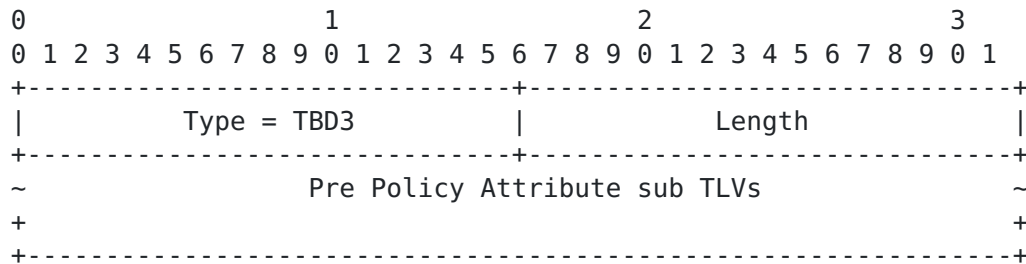 0                   1                   2                   3
0 1 2 3 4 5 6 7 8 9 0 1 2 3 4 5 6 7 8 9 0 1 2 3 4 5 6 7 8 9 0 1
+-------------------------------+-------------------------------+
|          Type = TBD3          |            Length             |
+-------------------------------+-------------------------------+
~                  Pre Policy Attribute sub TLVs                ~
+                                                               +
+---------------------------------------------------------------+